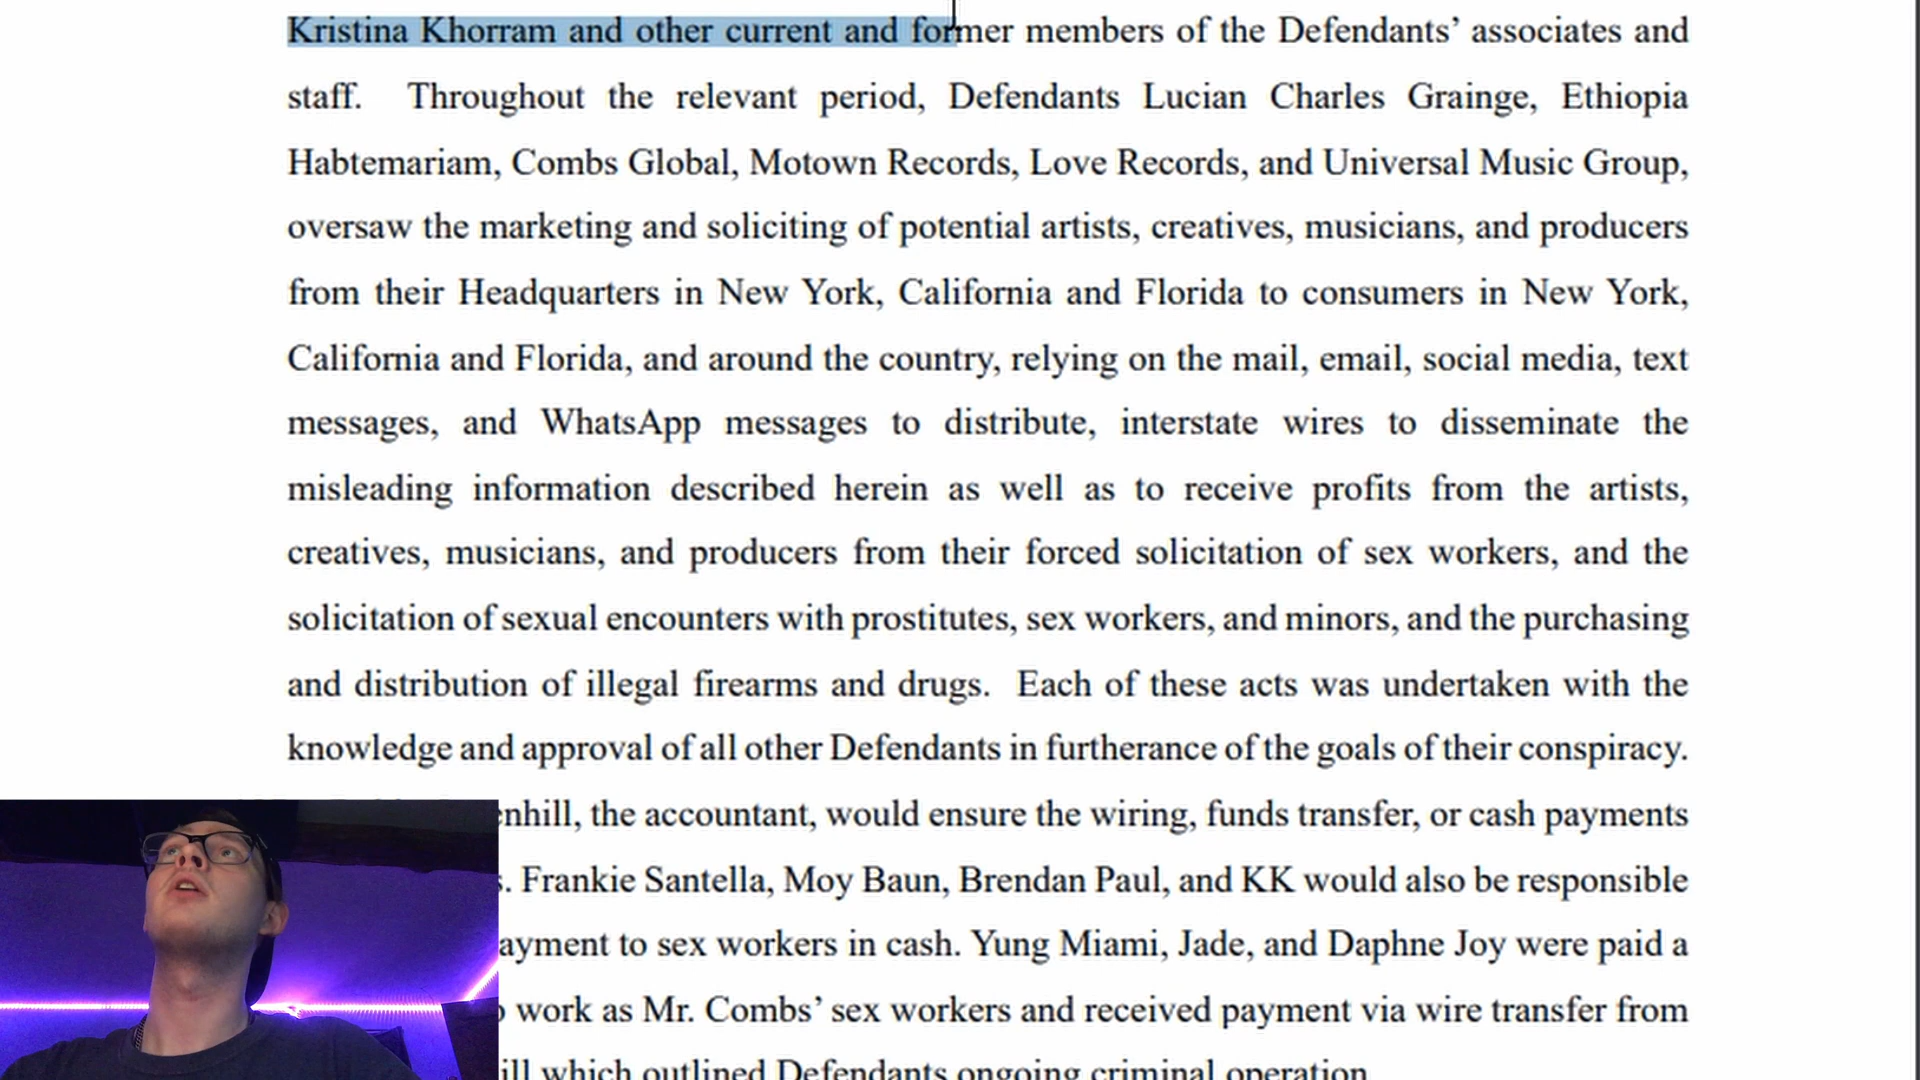 Kristina Khorram and other current and former members of the Defendants’ associates and
staff. Throughout the relevant period, Defendants Lucian Charles Grainge, Ethiopia
Habtemariam, Combs Global, Motown Records, Love Records, and Universal Music Group,
oversaw the marketing and soliciting of potential artists, creatives, musicians, and producers
from their Headquarters in New York, California and Florida to consumers in New York,
California and Florida, and around the country, relying on the mail, email, social media, text
messages, and WhatsApp messages to distribute, interstate wires to disseminate the
misleading information described herein as well as to receive profits from the artists,
creatives, musicians, and producers from their forced solicitation of sex workers, and the
solicitation of sexual encounters with prostitutes, sex workers, and minors, and the purchasing
and distribution of illegal firearms and drugs. Each of these acts was undertaken with the
knowledge and approval of all other Defendants in furtherance of the goals of their conspiracy.
enhill, the accountant, would ensure the wiring, funds transfer, or cash payments
s. Frankie Santella, Moy Baun, Brendan Paul, and KK would also be responsible
ayment to sex workers in cash. Yung Miami, Jade, and Daphne Joy were paid a
work as Mr. Combs’ sex workers and received payment via wire transfer from
ill which outlined Defendants ongoing criminal operation.